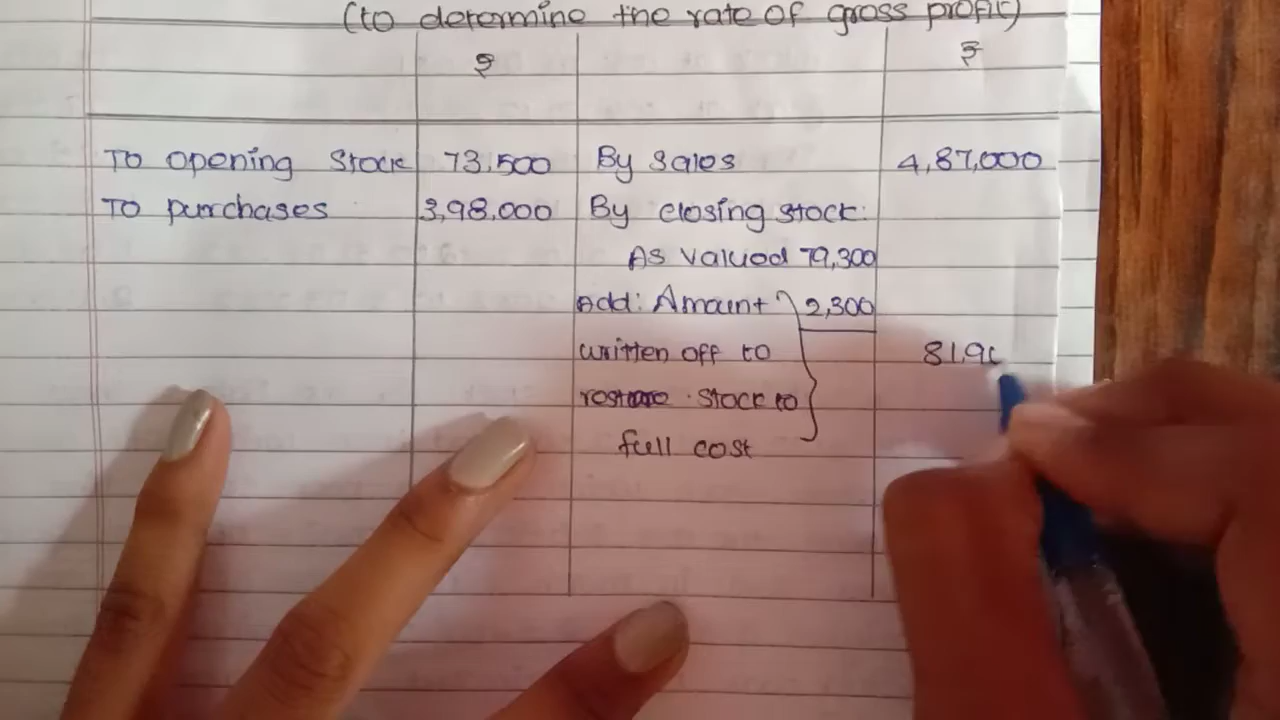 (to determine the rate of gross profit)
₹ ₹
To opening Stock 73,500 By Sales 4,87,000
To purchases 3,98,000 By closing Stock:
As valued 79,300
Add: Amount 2,300
written off to 81,90
restore Stock to
full cost